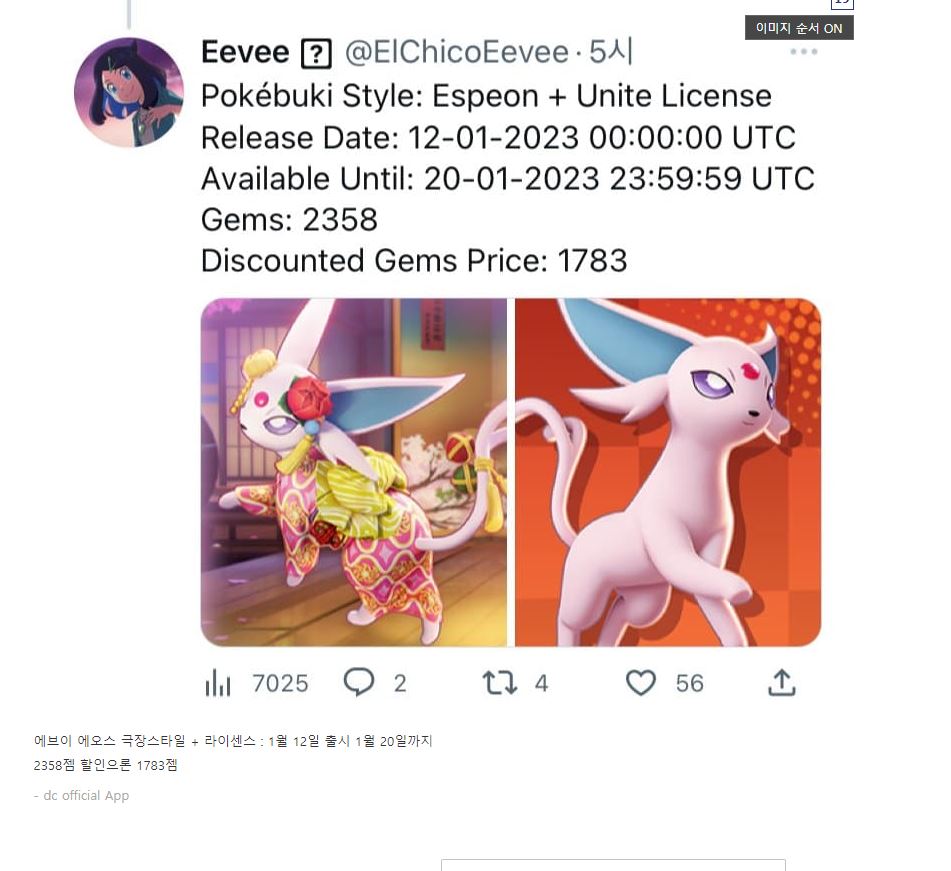 이미지 순서 ON
Eevee ? @ElChicoEevee · 5시
Pokébuki Style: Espeon + Unite License
Release Date: 12-01-2023 00:00:00 UTC
Available Until: 20-01-2023 23:59:59 UTC
Gems: 2358
Discounted Gems Price: 1783
7025 2 4 56
에브이 에오스 극장스타일 + 라이센스 : 1월 12일 출시 1월 20일까지
2358젬 할인으론 1783젬
- dc official App